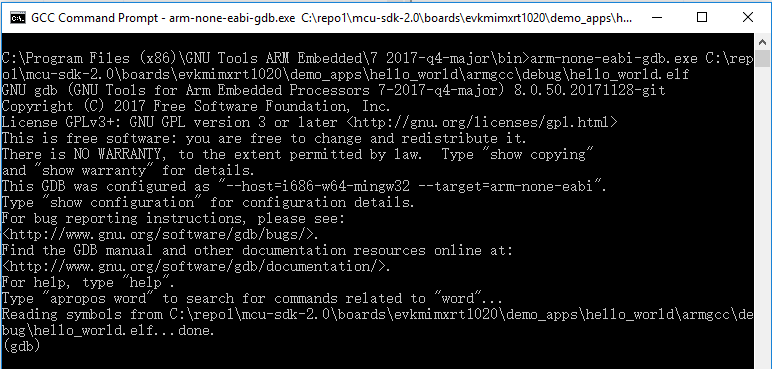 GCC Command Prompt - arm-none-eabi-gdb.exe  C:\repo1\mcu-sdk-2.0\boards\evkmimxrt1020\demo_apps\h...
C:\Program Files (x86)\GNU Tools ARM Embedded\7 2017-q4-major\bin>arm-none-eabi-gdb.exe C:\rep
o1\mcu-sdk-2.0\boards\evkmimxrt1020\demo_apps\hello_world\armgcc\debug\hello_world.elf
GNU gdb (GNU Tools for Arm Embedded Processors 7-2017-q4-major) 8.0.50.20171128-git
Copyright (C) 2017 Free Software Foundation, Inc.
License GPLv3+: GNU GPL version 3 or later <http://gnu.org/licenses/gpl.html>
This is free software: you are free to change and redistribute it.
There is NO WARRANTY, to the extent permitted by law.  Type "show copying"
and "show warranty" for details.
This GDB was configured as "--host=i686-w64-mingw32 --target=arm-none-eabi".
Type "show configuration" for configuration details.
For bug reporting instructions, please see:
<http://www.gnu.org/software/gdb/bugs/>.
Find the GDB manual and other documentation resources online at:
<http://www.gnu.org/software/gdb/documentation/>.
For help, type "help".
Type "apropos word" to search for commands related to "word"...
Reading symbols from C:\repo1\mcu-sdk-2.0\boards\evkmimxrt1020\demo_apps\hello_world\armgcc\de
bug\hello_world.elf...done.
(gdb)